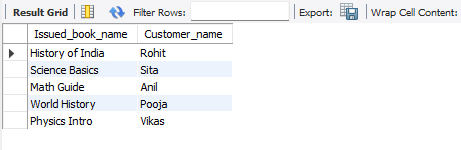 Result Grid Filter Rows: Export: Wrap Cell Content:
Issued_book_name Customer_name
History of India Rohit
Science Basics Sita
Math Guide Anil
World History Pooja
Physics Intro Vikas